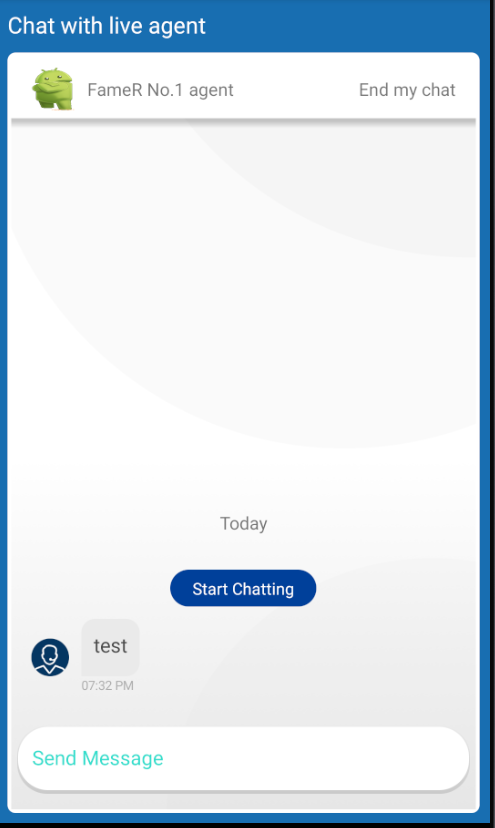 Chat with live agent
FameR No.1 agent
End my chat
Today
Start Chatting
test
07:32 PM
Send Message